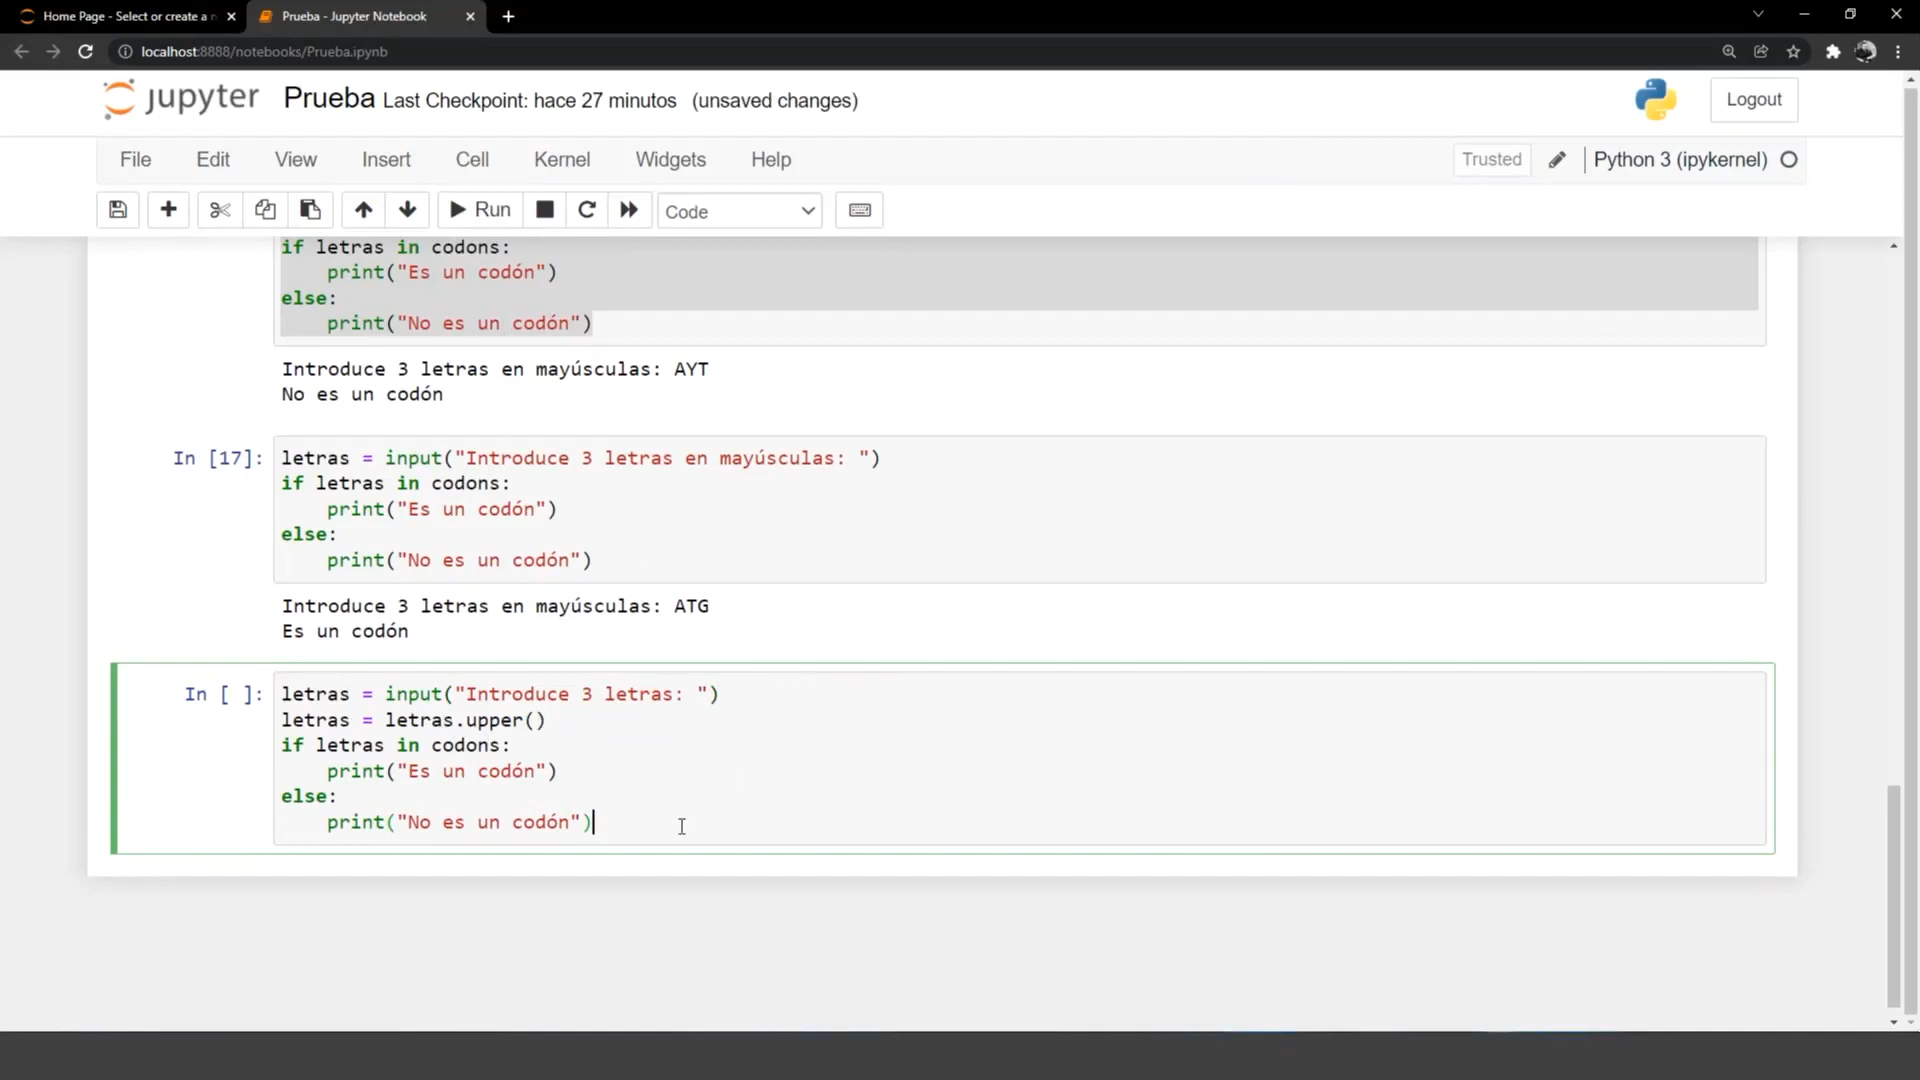 Home Page - Select or create a n
Prueba - Jupyter Notebook
localhost:8888/notebooks/Prueba.ipynb
jupyter Prueba Last Checkpoint: hace 27 minutos (unsaved changes)
Logout
File Edit View Insert Cell Kernel Widgets Help
Trusted Python 3 (ipykernel)
Run Code
if letras in codons:
print("Es un codón")
else:
print("No es un codón")
Introduce 3 letras en mayúsculas: AYT
No es un codón
In [17]: letras = input("Introduce 3 letras en mayúsculas: ")
if letras in codons:
print("Es un codón")
else:
print("No es un codón")
Introduce 3 letras en mayúsculas: ATG
Es un codón
In [ ]: letras = input("Introduce 3 letras: ")
letras = letras.upper()
if letras in codons:
print("Es un codón")
else:
print("No es un codón")